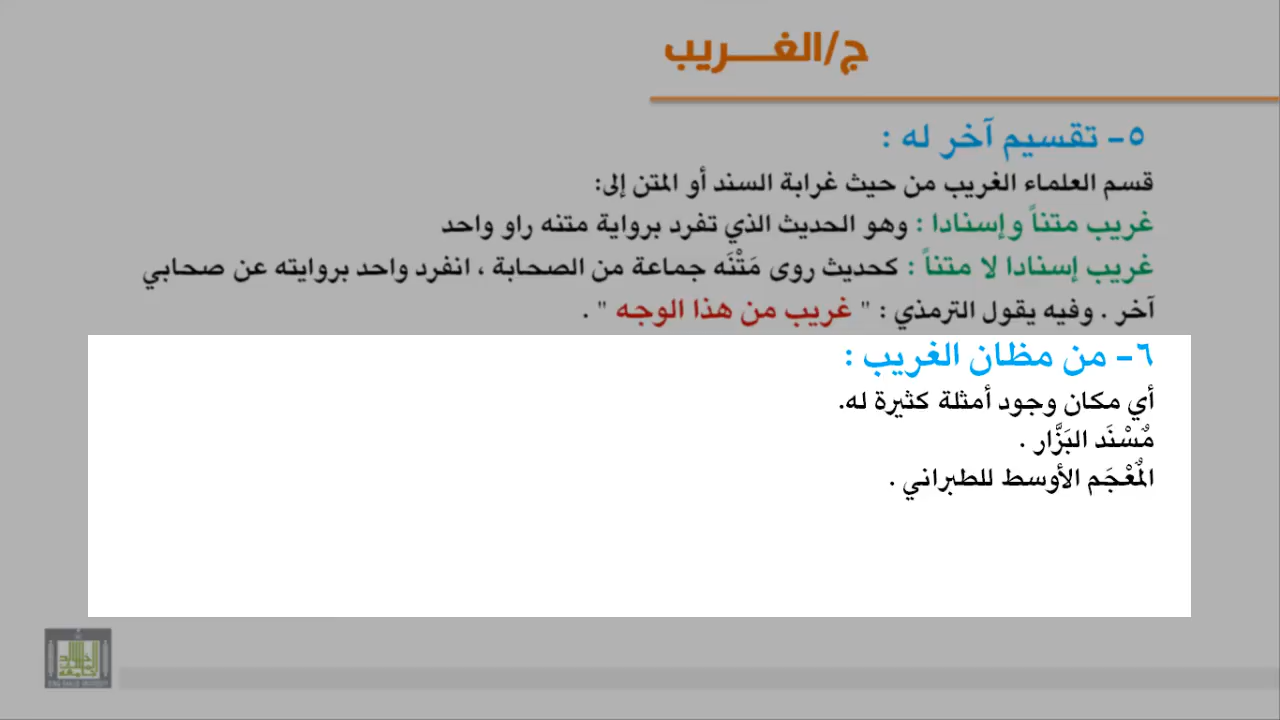 ج/الغـــريب
٥- تقسيم آخر له :
قسم العلماء الغريب من حيث غرابة السند أو المتن إلى:
غريب متناً وإسنادا : وهو الحديث الذي تفرد برواية متنه راو واحد
غريب إسنادا لا متناً : كحديث روى مَتْنَه جماعة من الصحابة ، انفرد واحد بروايته عن صحابي
آخر . وفيه يقول الترمذي : " غريب من هذا الوجه " .
٦- من مظان الغريب :
أي مكان وجود أمثلة كثيرة له.
مُسْنَد البَزَّار .
المُعْجَم الأوسط للطبراني .